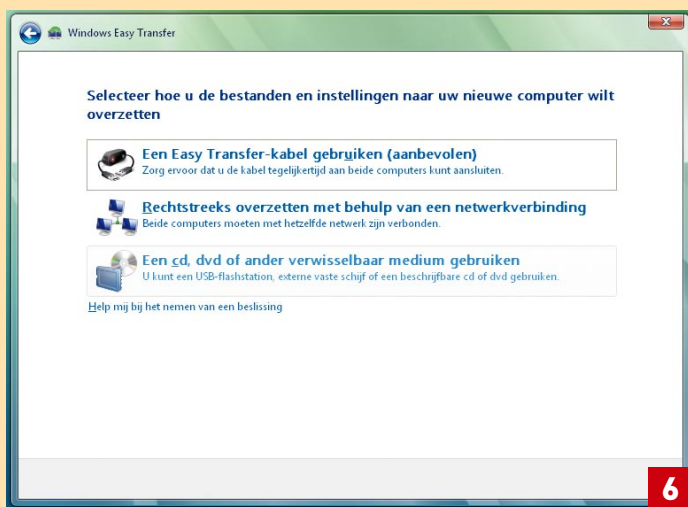 Windows Easy Transfer
x
Selecteer hoe u de bestanden en instellingen naar uw nieuwe computer wilt
overzetten
Een Easy Transfer-kabel gebruiken (aanbevolen)
Zorg ervoor dat u de kabel tegelijkertijd aan beide computers kunt aansluiten.
Rechtstreeks overzetten met behulp van een netwerkverbinding
Beide computers moeten met hetzelfde netwerk zijn verbonden.
Een cd, dvd of ander verwisselbaar medium gebruiken
U kunt een USB-flashstation, externe vaste schijf of een beschrijfbare cd of dvd gebruiken.
Help mij bij het nemen van een beslissing
6